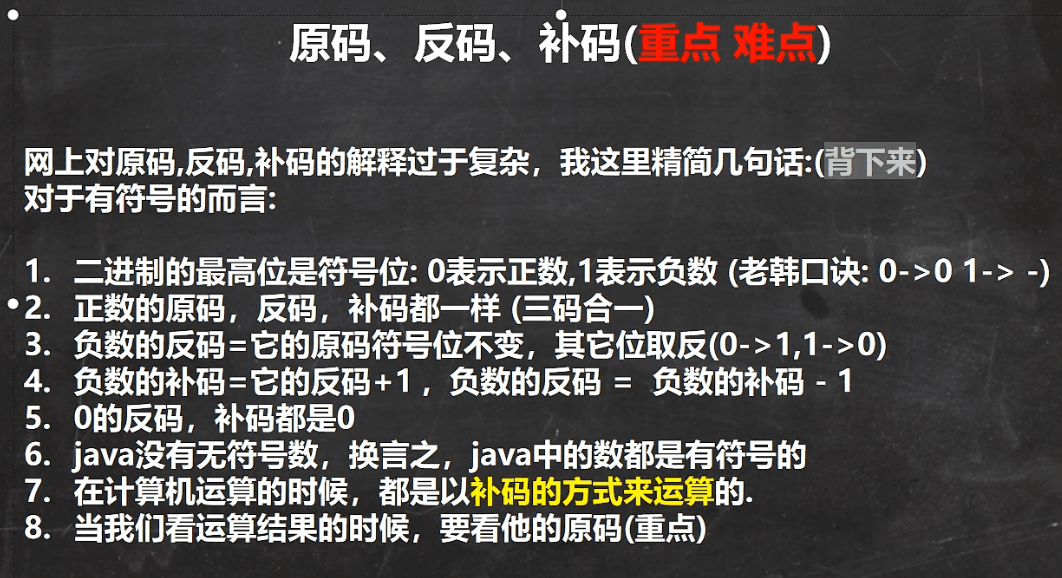 原码、反码、补码(重点 难点)
网上对原码,反码,补码的解释过于复杂，我这里精简几句话:(背下来)
对于有符号的而言:
1. 二进制的最高位是符号位: 0表示正数,1表示负数 (老韩口诀: 0->0 1-> -)
2. 正数的原码，反码，补码都一样 (三码合一)
3. 负数的反码=它的原码符号位不变，其它位取反(0->1,1->0)
4. 负数的补码=它的反码+1 ，负数的反码 = 负数的补码 - 1
5. 0的反码，补码都是0
6. java没有无符号数，换言之，java中的数都是有符号的
7. 在计算机运算的时候，都是以补码的方式来运算的.
8. 当我们看运算结果的时候，要看他的原码(重点)